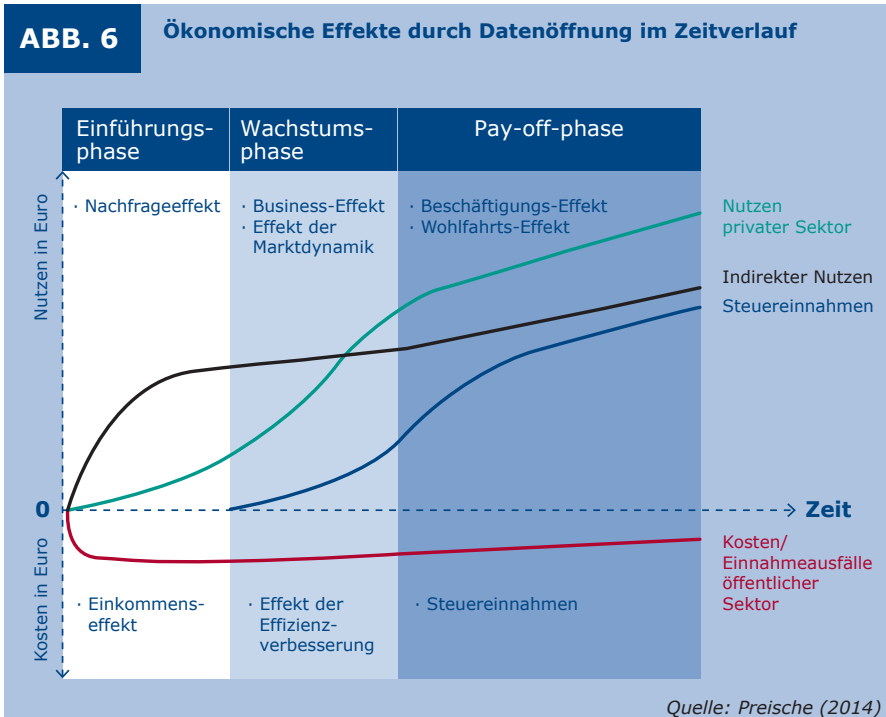 ABB. 6
Ökonomische Effekte durch Datenöffnung im Zeitverlauf
Einführungs-
phase
Wachstums-
phase
Pay-off-phase
Nutzen in Euro
· Nachfrageeffekt
· Business-Effekt
· Effekt der
Marktdynamik
· Beschäftigungs-Effekt
· Wohlfahrts-Effekt
Nutzen
privater Sektor
Indirekter Nutzen
Steuereinnahmen
0
Zeit
Kosten in Euro
· Einkommens-
effekt
· Effekt der
Effizienz-
verbesserung
· Steuereinnahmen
Kosten/
Einnahmeausfälle
öffentlicher
Sektor
Quelle: Preische (2014)